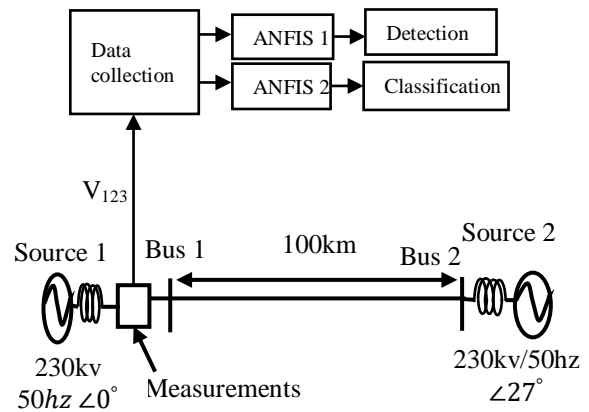 Data
collection
ANFIS 1
Detection
ANFIS 2
Classification
V₁₂₃
Source 1
Bus 1
100km
Bus 2
Source 2
230kv
50hz ∠0°
Measurements
230kv/50hz
∠27°